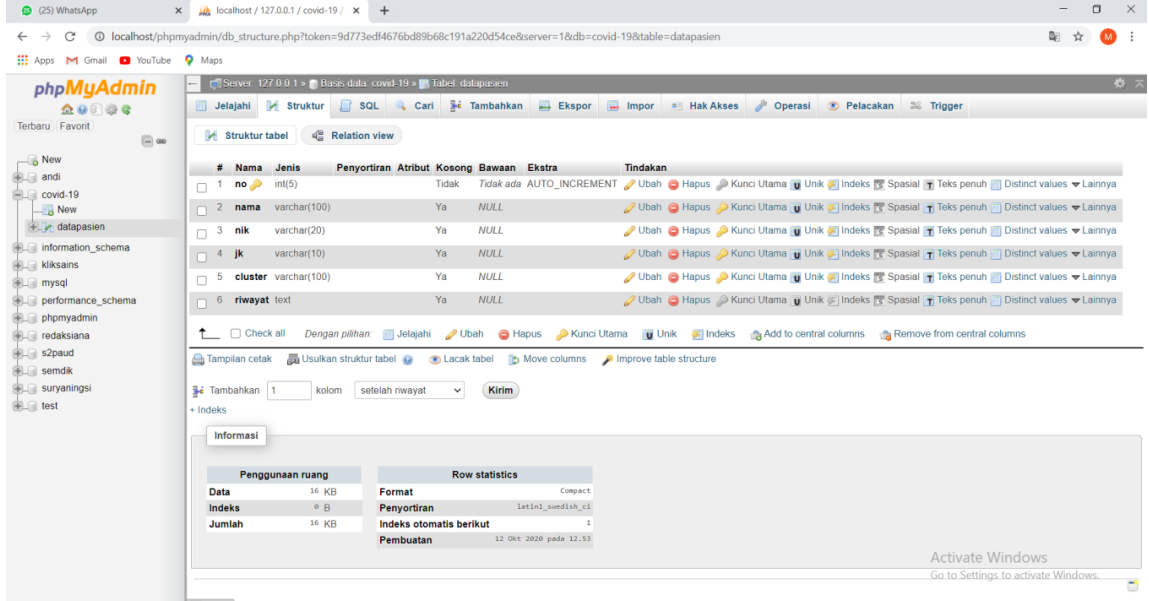 (25) WhatsApp
localhost / 127.0.0.1 / covid-19 /
localhost/phpmyadmin/db_structure.php?token=9d773edf4676bd89b68c191a220d54ce&server=1&db=covid-19&table=datapasien
M
Apps Gmail YouTube Maps
phpMyAdmin
Terbaru Favorit
New
andi
covid-19
New
datapasien
information_schema
kliksains
mysql
performance_schema
phpmyadmin
redaksiana
s2paud
semdik
suryaningsi
test
Server: 127.0.0.1 » Basis data: covid-19 » Tabel: datapasien
Jelajahi Struktur SQL Cari Tambahkan Ekspor Impor Hak Akses Operasi Pelacakan Trigger
Struktur tabel Relation view
# Nama Jenis Penyortiran Atribut Kosong Bawaan Ekstra Tindakan
1 no int(5) Tidak Tidak ada AUTO_INCREMENT Ubah Hapus Kunci Utama Unik Indeks Spasial Teks penuh Distinct values Lainnya
2 nama varchar(100) Ya NULL Ubah Hapus Kunci Utama Unik Indeks Spasial Teks penuh Distinct values Lainnya
3 nik varchar(20) Ya NULL Ubah Hapus Kunci Utama Unik Indeks Spasial Teks penuh Distinct values Lainnya
4 jk varchar(10) Ya NULL Ubah Hapus Kunci Utama Unik Indeks Spasial Teks penuh Distinct values Lainnya
5 cluster varchar(100) Ya NULL Ubah Hapus Kunci Utama Unik Indeks Spasial Teks penuh Distinct values Lainnya
6 riwayat text Ya NULL Ubah Hapus Kunci Utama Unik Indeks Spasial Teks penuh Distinct values Lainnya
Check all Dengan pilihan: Jelajahi Ubah Hapus Kunci Utama Unik Indeks Add to central columns Remove from central columns
Tampilan cetak Usulkan struktur tabel Lacak tabel Move columns Improve table structure
Tambahkan 1 kolom setelah riwayat Kirim
+ Indeks
Informasi
Penggunaan ruang
Data 16 KB
Indeks 0 B
Jumlah 16 KB
Row statistics
Format Compact
Penyortiran latin1_swedish_ci
Indeks otomatis berikut 1
Pembuatan 12 Okt 2020 pada 12.53
Activate Windows
Go to Settings to activate Windows.